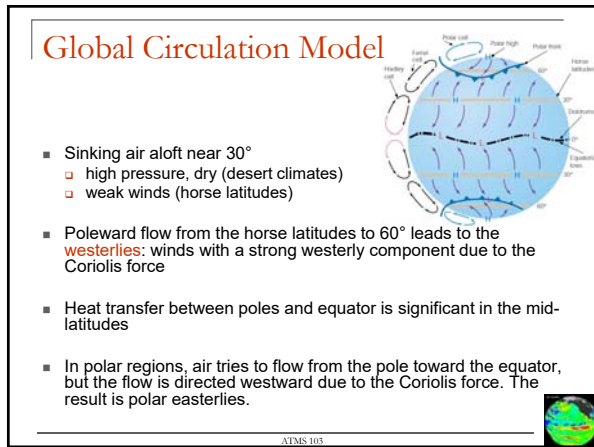 Global Circulation Model
Polar cell
Ferrel cell
Hadley cell
Polar high
Polar front
Horse latitudes
Doldrums
H
60°
H
H
30°
L
L
L
0°
Equatorial lows
H
H
30°
60°
H
■ Sinking air aloft near 30°
❑ high pressure, dry (desert climates)
❑ weak winds (horse latitudes)
■ Poleward flow from the horse latitudes to 60° leads to the
westerlies: winds with a strong westerly component due to the
Coriolis force
■ Heat transfer between poles and equator is significant in the mid-
latitudes
■ In polar regions, air tries to flow from the pole toward the equator,
but the flow is directed westward due to the Coriolis force. The
result is polar easterlies.
ATMS 103